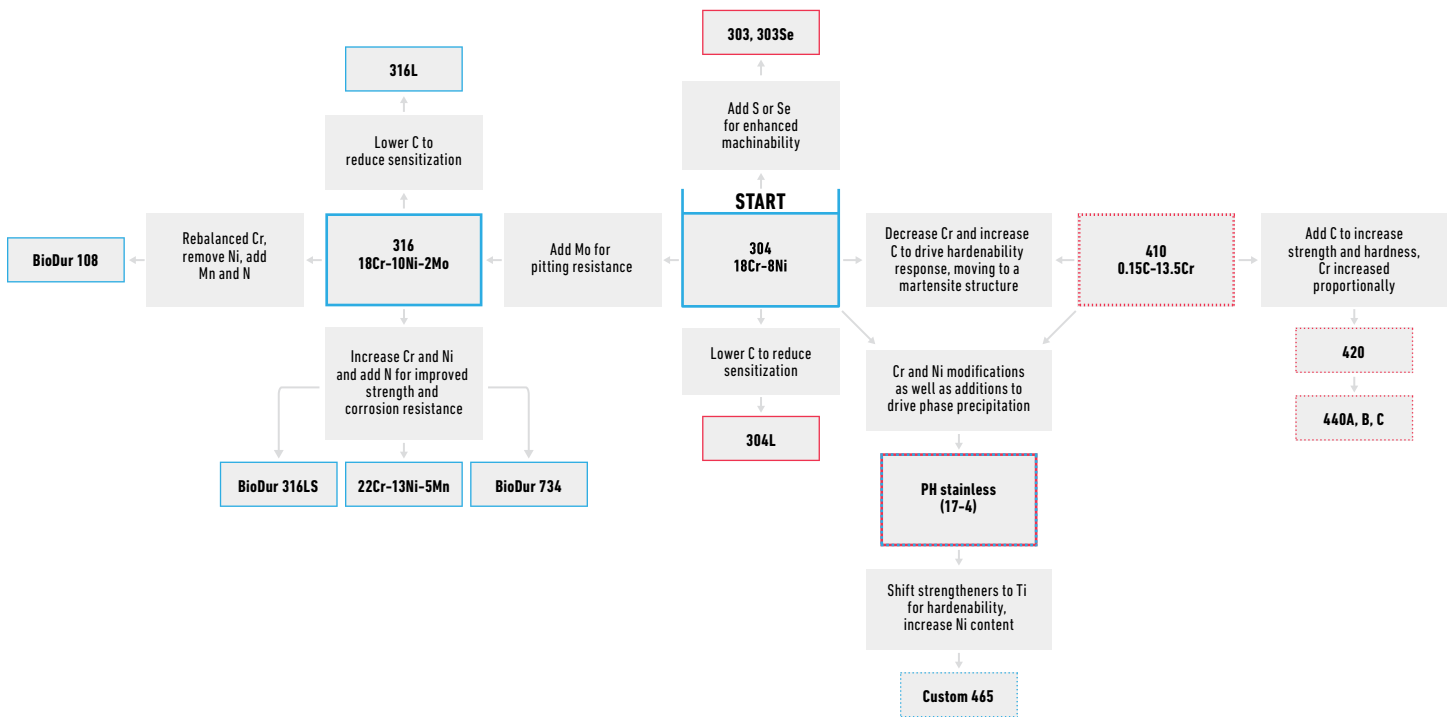 303, 303Se
316L
Add S or Se
for enhanced
machinability
Lower C to
reduce sensitization
START
BioDur 108
Rebalanced Cr,
remove Ni, add
Mn and N
316
18Cr-10Ni-2Mo
Add Mo for
pitting resistance
304
18Cr-8Ni
Decrease Cr and increase
C to drive hardenability
response, moving to a
martensite structure
410
0.15C-13.5Cr
Add C to increase
strength and hardness,
Cr increased
proportionally
Increase Cr and Ni
and add N for improved
strength and
corrosion resistance
Lower C to reduce
sensitization
Cr and Ni modifications
as well as additions to
drive phase precipitation
420
440A, B, C
304L
BioDur 316LS
22Cr-13Ni-5Mn
BioDur 734
PH stainless
(17-4)
Shift strengtheners to Ti
for hardenability,
increase Ni content
Custom 465